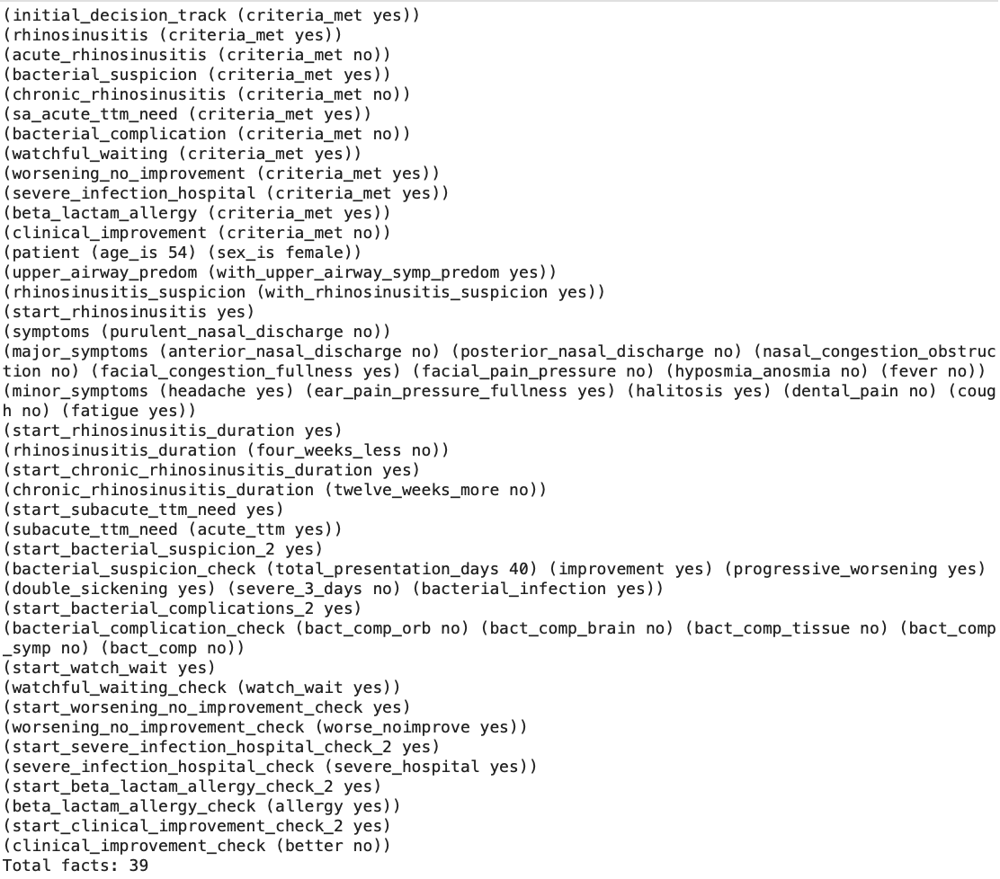 (initial_decision_track (criteria_met yes))
(rhinosinusitis (criteria_met yes))
(acute_rhinosinusitis (criteria_met no))
(bacterial_suspicion (criteria_met yes))
(chronic_rhinosinusitis (criteria_met no))
(sa_acute_ttm_need (criteria_met yes))
(bacterial_complication (criteria_met no))
(watchful_waiting (criteria_met yes))
(worsening_no_improvement (criteria_met yes))
(severe_infection_hospital (criteria_met yes))
(beta_lactam_allergy (criteria_met yes))
(clinical_improvement (criteria_met no))
(patient (age_is 54) (sex_is female))
(upper_airway_predom (with_upper_airway_symp_predom yes))
(rhinosinusitis_suspicion (with_rhinosinusitis_suspicion yes))
(start_rhinosinusitis yes)
(symptoms (purulent_nasal_discharge no))
(major_symptoms (anterior_nasal_discharge no) (posterior_nasal_discharge no) (nasal_congestion_obstruc
tion no) (facial_congestion_fullness yes) (facial_pain_pressure no) (hyposmia_anosmia no) (fever no))
(minor_symptoms (headache yes) (ear_pain_pressure_fullness yes) (halitosis yes) (dental_pain no) (coug
h no) (fatigue yes))
(start_rhinosinusitis_duration yes)
(rhinosinusitis_duration (four_weeks_less no))
(start_chronic_rhinosinusitis_duration yes)
(chronic_rhinosinusitis_duration (twelve_weeks_more no))
(start_subacute_ttm_need yes)
(subacute_ttm_need (acute_ttm yes))
(start_bacterial_suspicion_2 yes)
(bacterial_suspicion_check (total_presentation_days 40) (improvement yes) (progressive_worsening yes)
(double_sickening yes) (severe_3_days no) (bacterial_infection yes))
(start_bacterial_complications_2 yes)
(bacterial_complication_check (bact_comp_orb no) (bact_comp_brain no) (bact_comp_tissue no) (bact_comp
_symp no) (bact_comp no))
(start_watch_wait yes)
(watchful_waiting_check (watch_wait yes))
(start_worsening_no_improvement_check yes)
(worsening_no_improvement_check (worse_noimprove yes))
(start_severe_infection_hospital_check_2 yes)
(severe_infection_hospital_check (severe_hospital yes))
(start_beta_lactam_allergy_check_2 yes)
(beta_lactam_allergy_check (allergy yes))
(start_clinical_improvement_check_2 yes)
(clinical_improvement_check (better no))
Total facts: 39